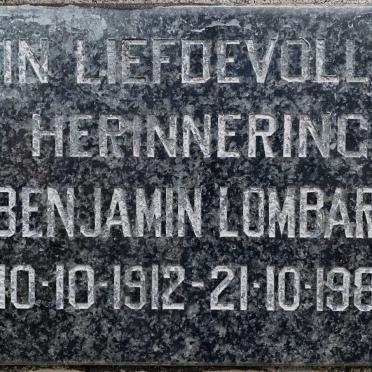 IN LIEFDEVOLL
HERINNERING
BENJAMIN LOMBAR
10·10·1912-21·10·198